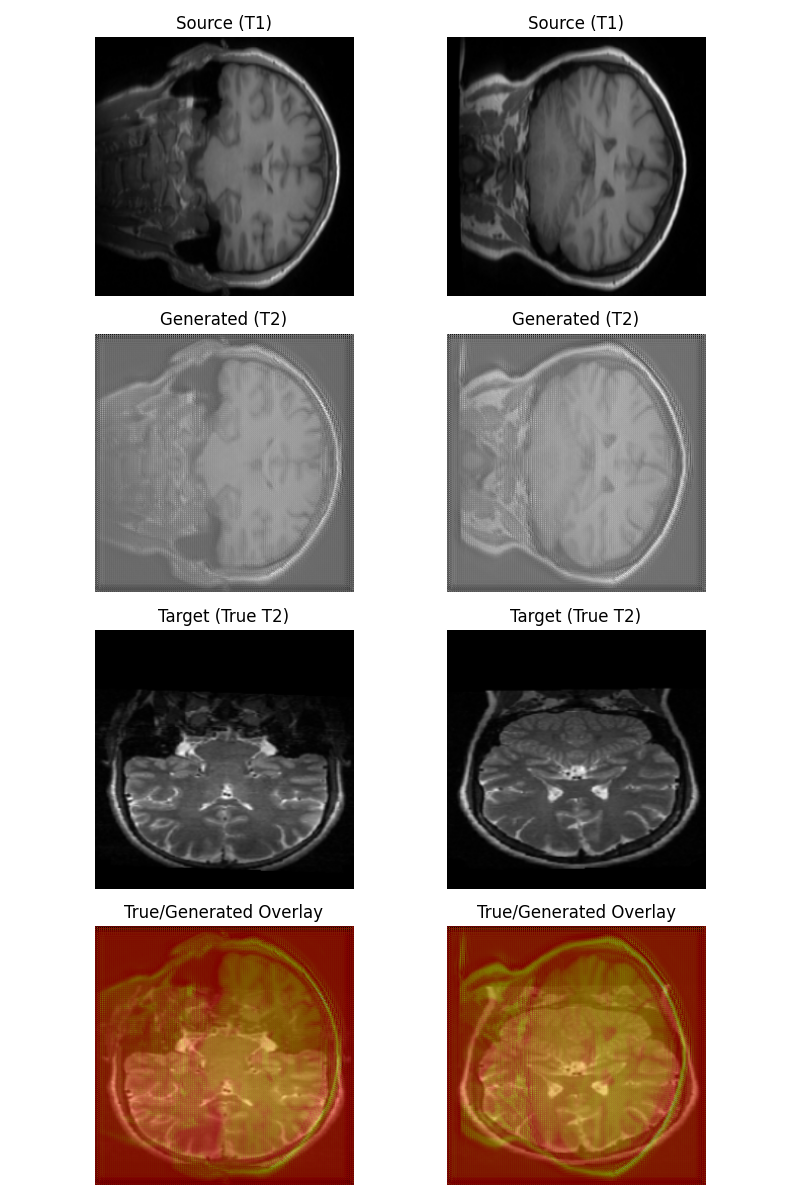 Source (T1)
Source (T1)
Generated (T2)
Generated (T2)
Target (True T2)
Target (True T2)
True/Generated Overlay
True/Generated Overlay